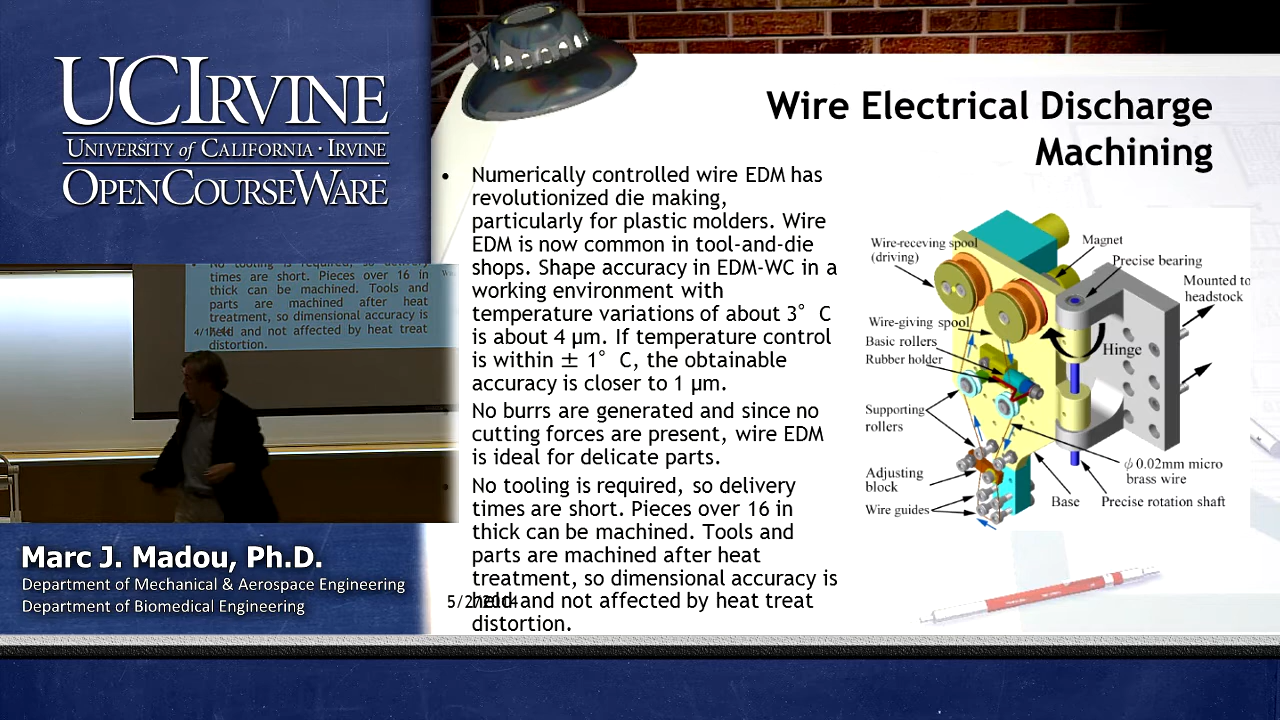 UCIRVINE
UNIVERSITY of CALIFORNIA · IRVINE
OPENCOURSEWARE
times are short. Pieces over 16 in
thick can be machined. Tools and
parts are machined after heat
treatment, so dimensional accuracy is
held and not affected by heat treat
distortion.
Marc J. Madou, Ph.D.
Department of Mechanical & Aerospace Engineering
Department of Biomedical Engineering
Wire Electrical Discharge
Machining
• Numerically controlled wire EDM has
revolutionized die making,
particularly for plastic molders. Wire
EDM is now common in tool-and-die
shops. Shape accuracy in EDM-WC in a
working environment with
temperature variations of about 3° C
is about 4 μm. If temperature control
is within ± 1° C, the obtainable
accuracy is closer to 1 μm.
No burrs are generated and since no
cutting forces are present, wire EDM
is ideal for delicate parts.
No tooling is required, so delivery
times are short. Pieces over 16 in
thick can be machined. Tools and
parts are machined after heat
treatment, so dimensional accuracy is
held and not affected by heat treat
distortion.
5/2/2014
Wire-receving spool
(driving)
Magnet
Precise bearing
Mounted to
headstock
Wire-giving spool
Basic rollers
Rubber holder
Hinge
Supporting
rollers
Adjusting
block
Wire guides
ϕ 0.02mm micro
brass wire
Base
Precise rotation shaft